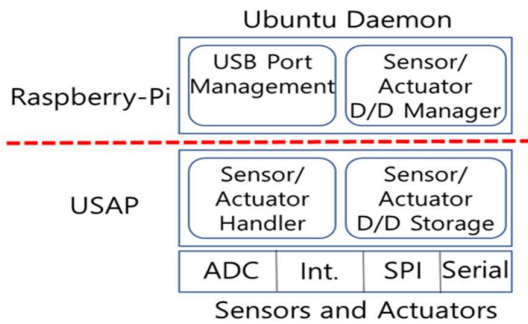 Ubuntu Daemon
Raspberry-Pi
USB Port
Management
Sensor/
Actuator
D/D Manager
USAP
Sensor/
Actuator
Handler
Sensor/
Actuator
D/D Storage
ADC
Int.
SPI
Serial
Sensors and Actuators